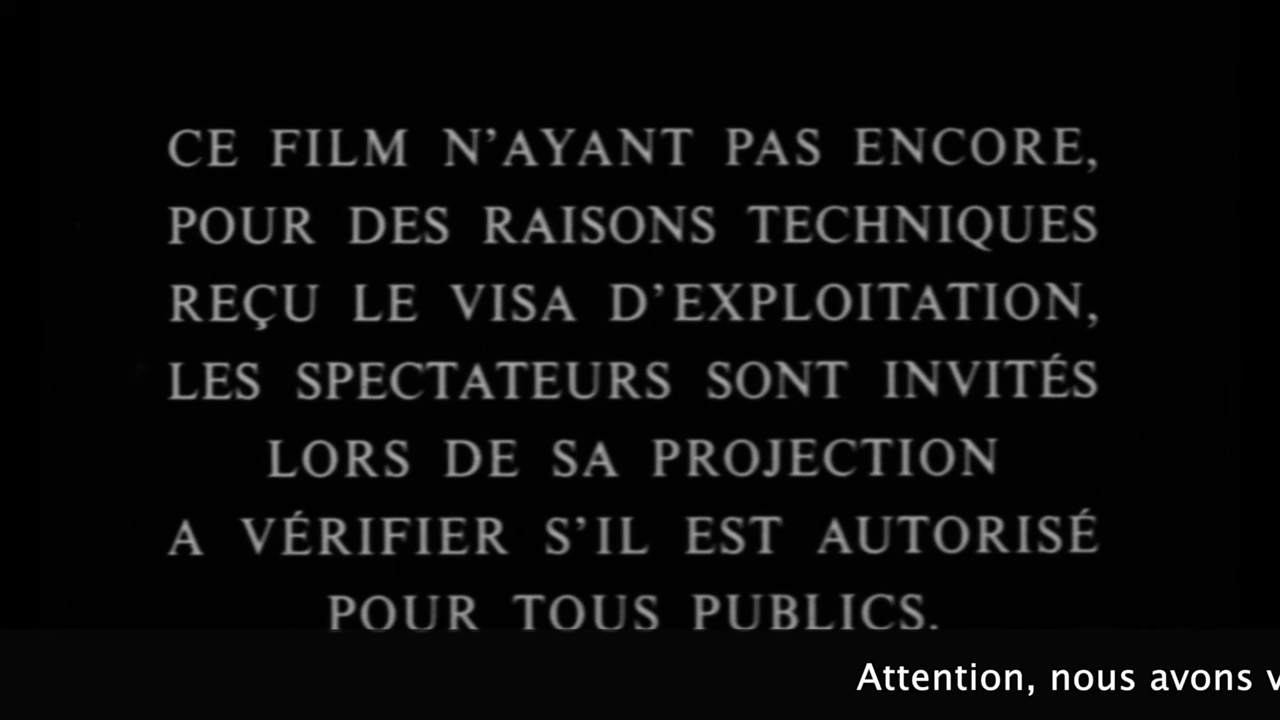 CE FILM N’AYANT PAS ENCORE,
POUR DES RAISONS TECHNIQUES
REÇU LE VISA D’EXPLOITATION,
LES SPECTATEURS SONT INVITÉS
LORS DE SA PROJECTION
A VÉRIFIER S’IL EST AUTORISÉ
POUR TOUS PUBLICS.
Attention, nous avons